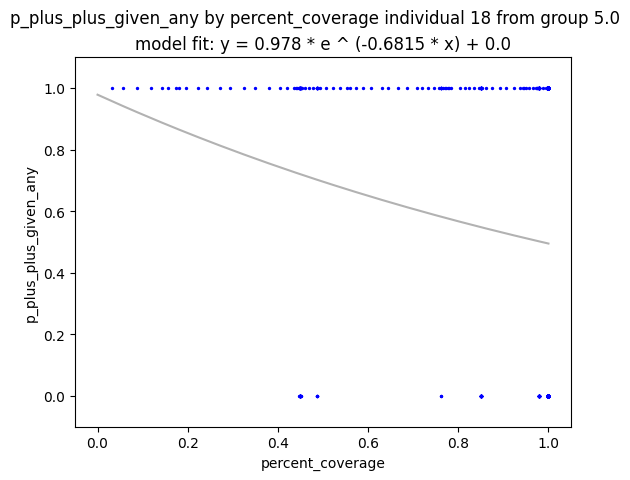 p_plus_plus_given_any by percent_coverage individual 18 from group 5.0
model fit: y = 0.978 * e ^ (-0.6815 * x) + 0.0
1.0
0.8
0.6
0.4
0.2
0.0
p_plus_plus_given_any
0.0 0.2 0.4 0.6 0.8 1.0
percent_coverage